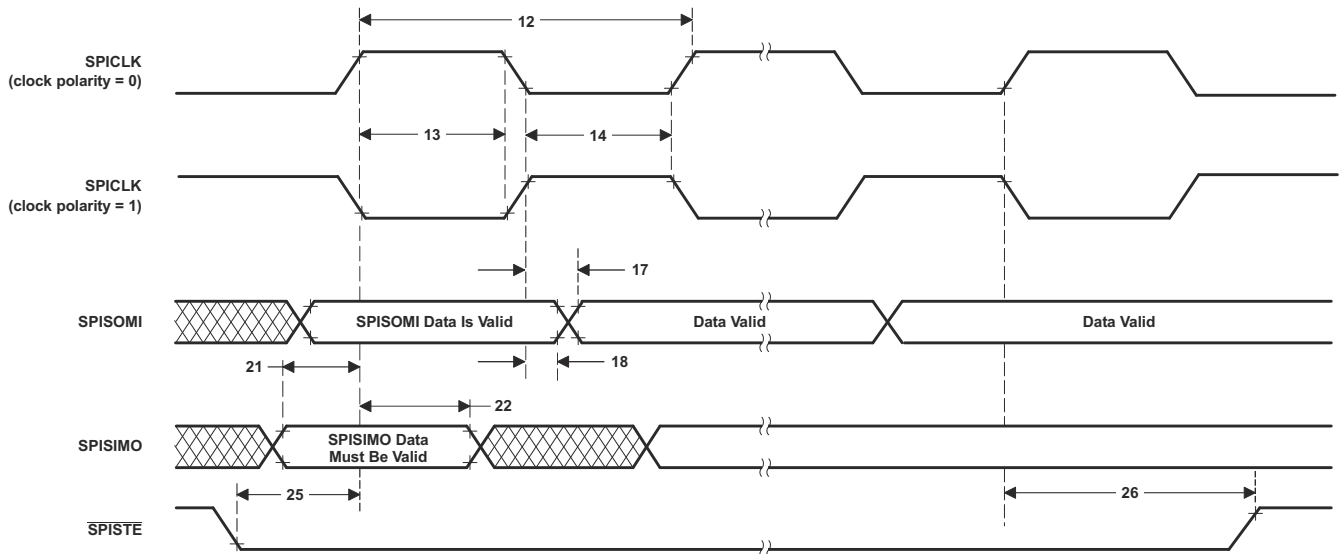 12
SPICLK
(clock polarity = 0)
13
14
SPICLK
(clock polarity = 1)
17
SPISOMI
SPISOMI Data Is Valid
Data Valid
Data Valid
21
18
22
SPISIMO
SPISIMO Data
Must Be Valid
25
26
SPISTE